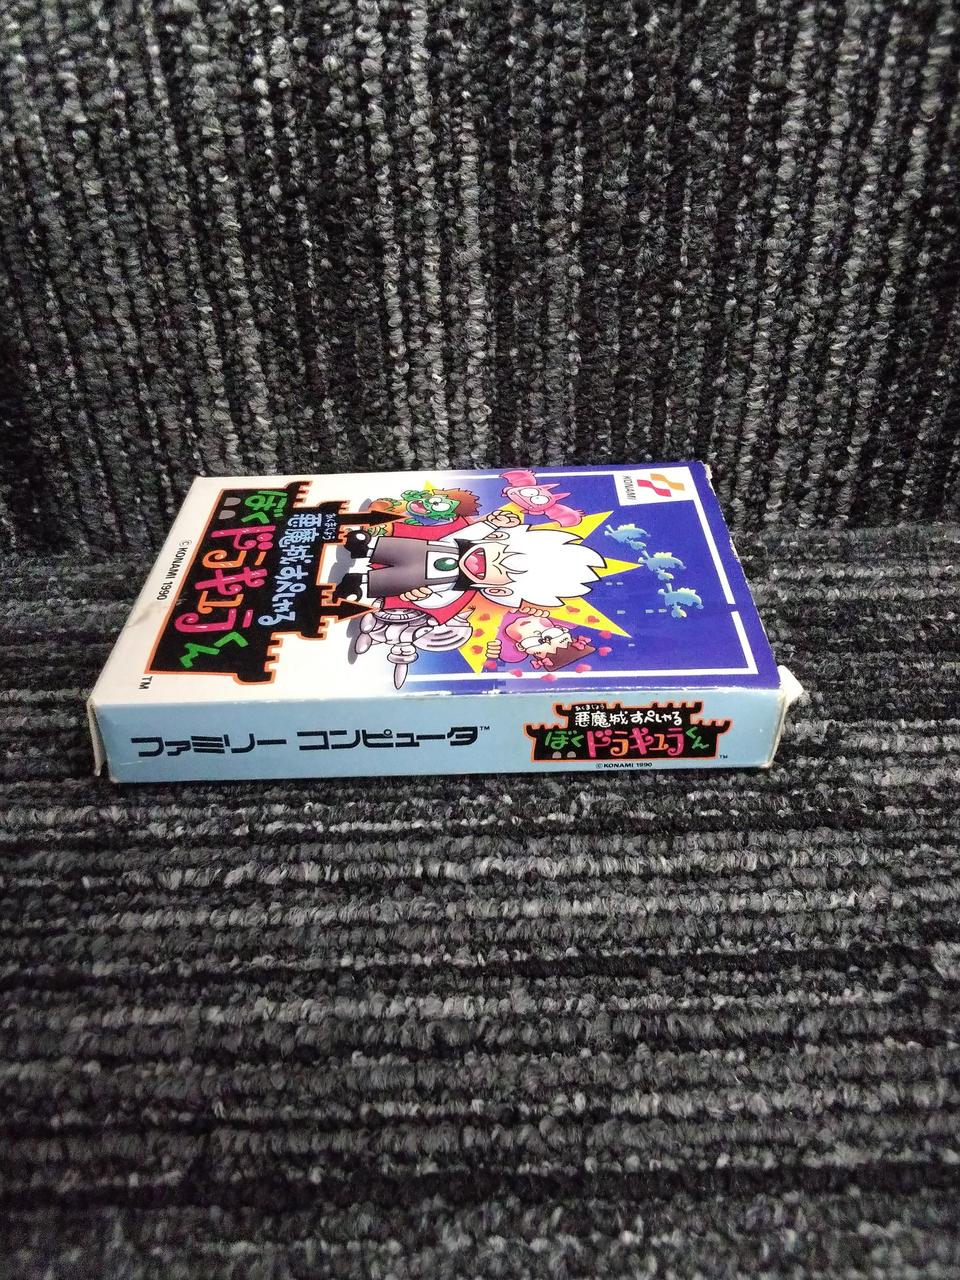 KONAMI
あくまじょう
悪魔城すぺしゃる
ぼくドラキュラくん
TM
© KONAMI 1990
ファミリー コンピュータ™
あくまじょう
悪魔城すぺしゃる
ぼくドラキュラくん
TM
© KONAMI 1990